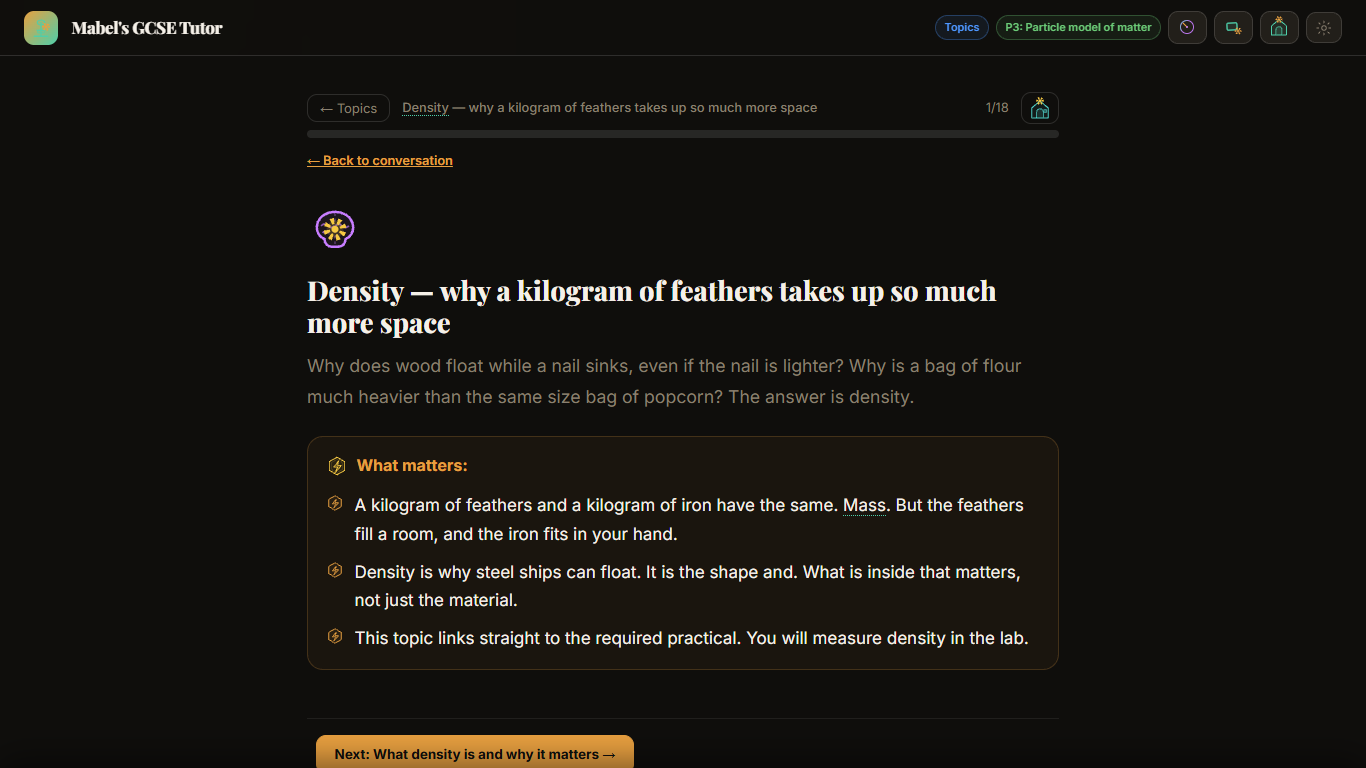 Mabel's GCSE Tutor
Topics
P3: Particle model of matter
← Topics
Density — why a kilogram of feathers takes up so much more space
1/18
← Back to conversation
Density — why a kilogram of feathers takes up so much
more space
Why does wood float while a nail sinks, even if the nail is lighter? Why is a bag of flour
much heavier than the same size bag of popcorn? The answer is density.
What matters:
A kilogram of feathers and a kilogram of iron have the same. Mass. But the feathers
fill a room, and the iron fits in your hand.
Density is why steel ships can float. It is the shape and. What is inside that matters,
not just the material.
This topic links straight to the required practical. You will measure density in the lab.
Next: What density is and why it matters →